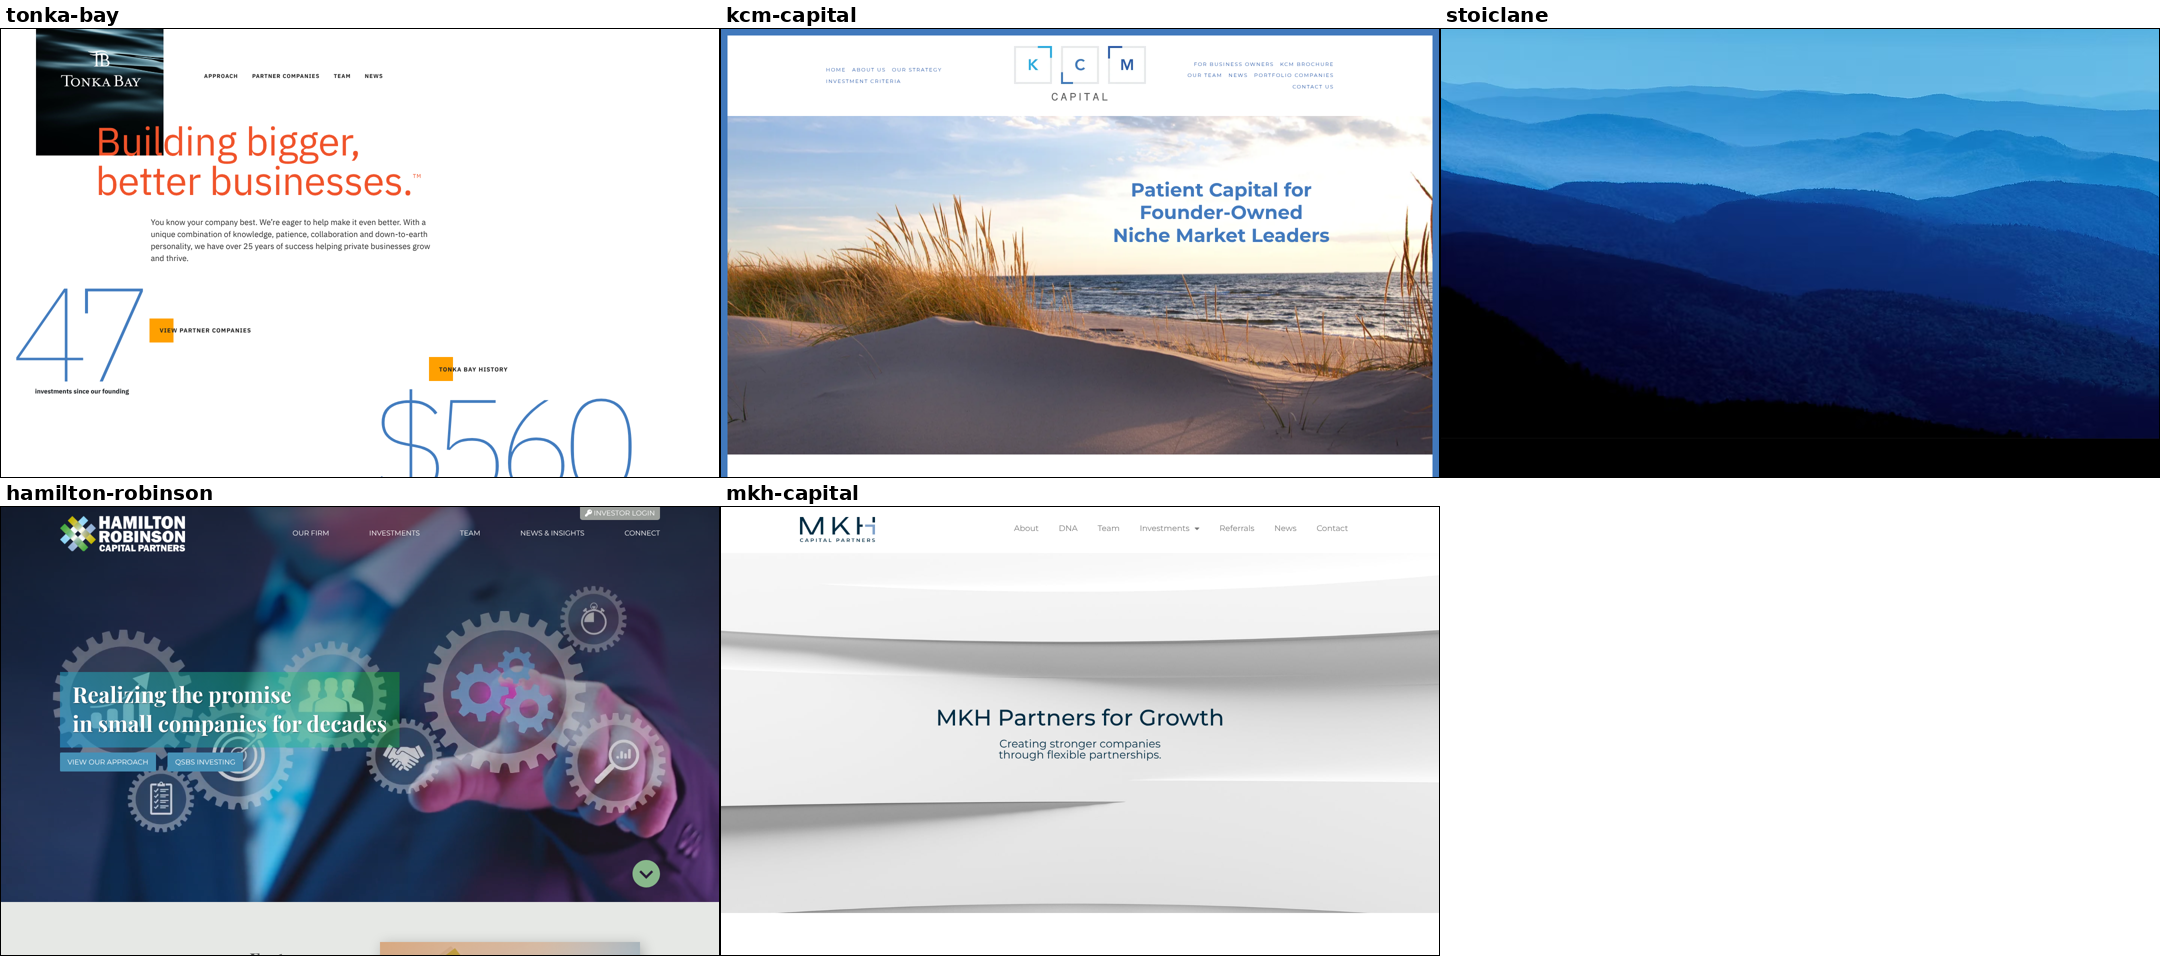 tonka-bay
TB
TONKA BAY
APPROACH PARTNER COMPANIES TEAM NEWS
Building bigger,
better businesses.™
You know your company best. We're eager to help make it even better. With a
unique combination of knowledge, patience, collaboration and down-to-earth
personality, we have over 25 years of success helping private businesses grow
and thrive.
47
VIEW PARTNER COMPANIES
investments since our founding
TONKA BAY HISTORY
$560
kcm-capital
HOME ABOUT US OUR STRATEGY
INVESTMENT CRITERIA
K C M
CAPITAL
FOR BUSINESS OWNERS KCM BROCHURE
OUR TEAM NEWS PORTFOLIO COMPANIES
CONTACT US
Patient Capital for
Founder-Owned
Niche Market Leaders
stoiclane
hamilton-robinson
HAMILTON
ROBINSON
CAPITAL PARTNERS
INVESTOR LOGIN
OUR FIRM INVESTMENTS TEAM NEWS & INSIGHTS CONNECT
Realizing the promise
in small companies for decades
VIEW OUR APPROACH QSBS INVESTING
mkh-capital
MKH
CAPITAL PARTNERS
About DNA Team Investments Referrals News Contact
MKH Partners for Growth
Creating stronger companies
through flexible partnerships.